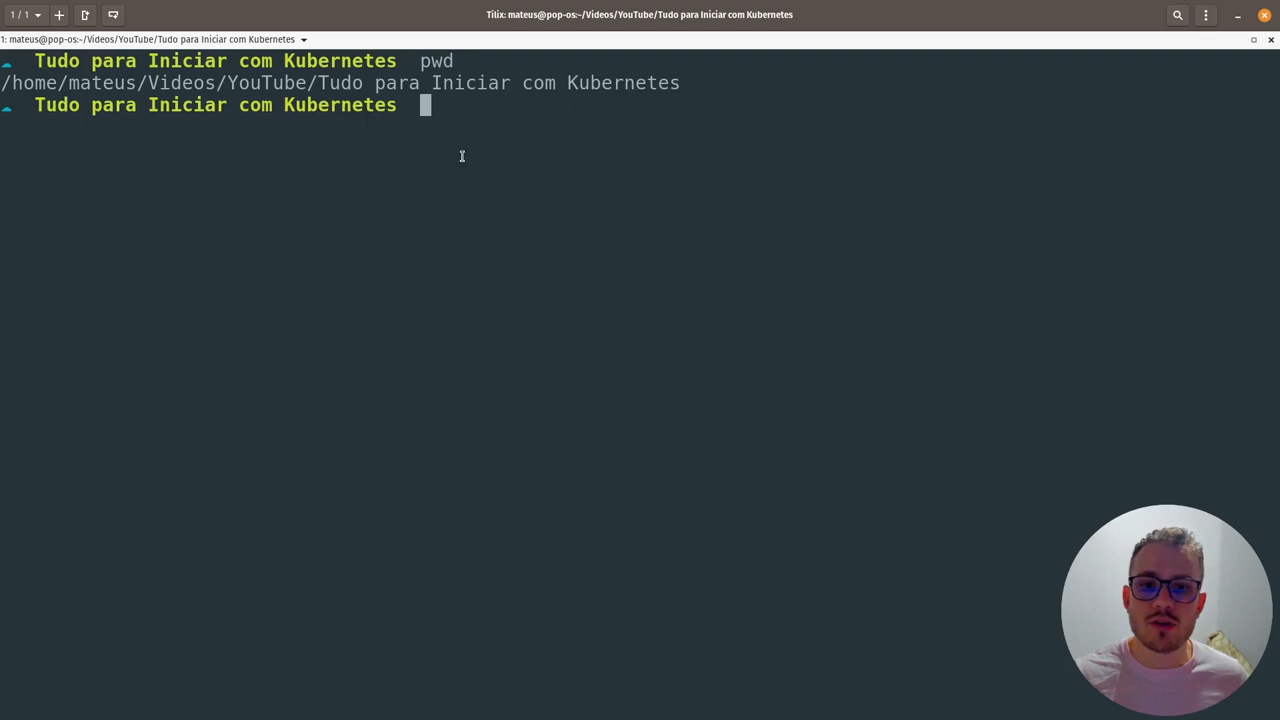 1 / 1
Tilix: mateus@pop-os:~/Videos/YouTube/Tudo para Iniciar com Kubernetes
1: mateus@pop-os:~/Videos/YouTube/Tudo para Iniciar com Kubernetes
Tudo para Iniciar com Kubernetes pwd
/home/mateus/Videos/YouTube/Tudo para Iniciar com Kubernetes
Tudo para Iniciar com Kubernetes